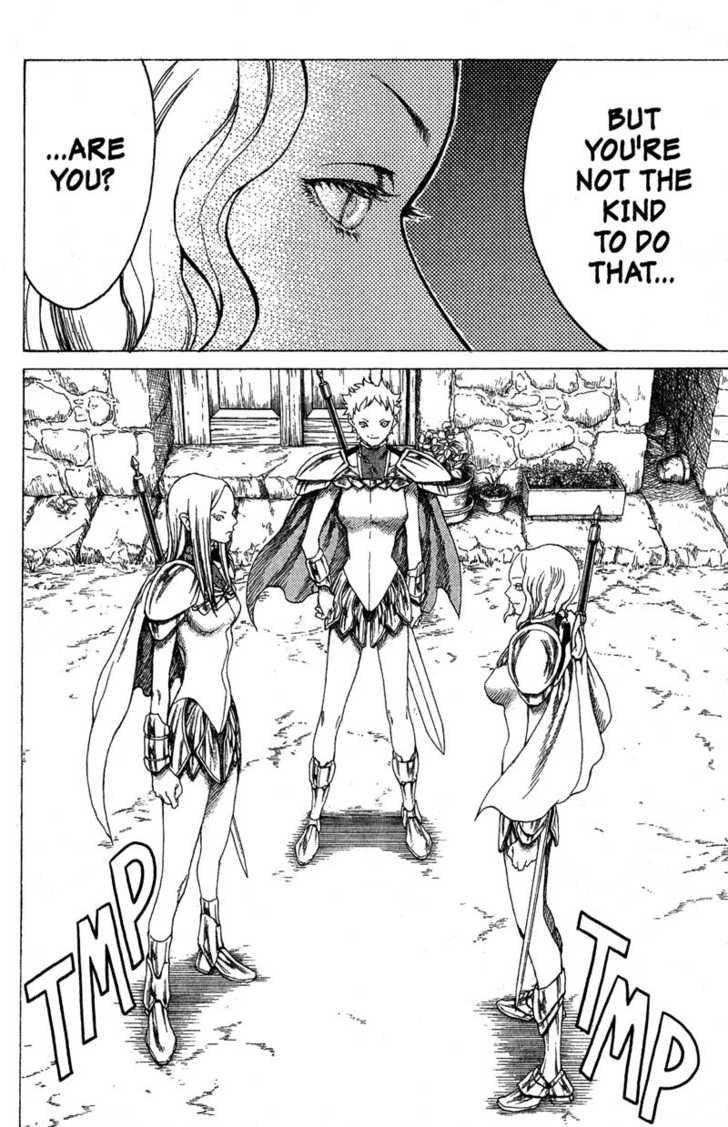 BUT
YOU'RE
NOT THE
KIND
TO DO
THAT...
...ARE
YOU?
TMP
TMP